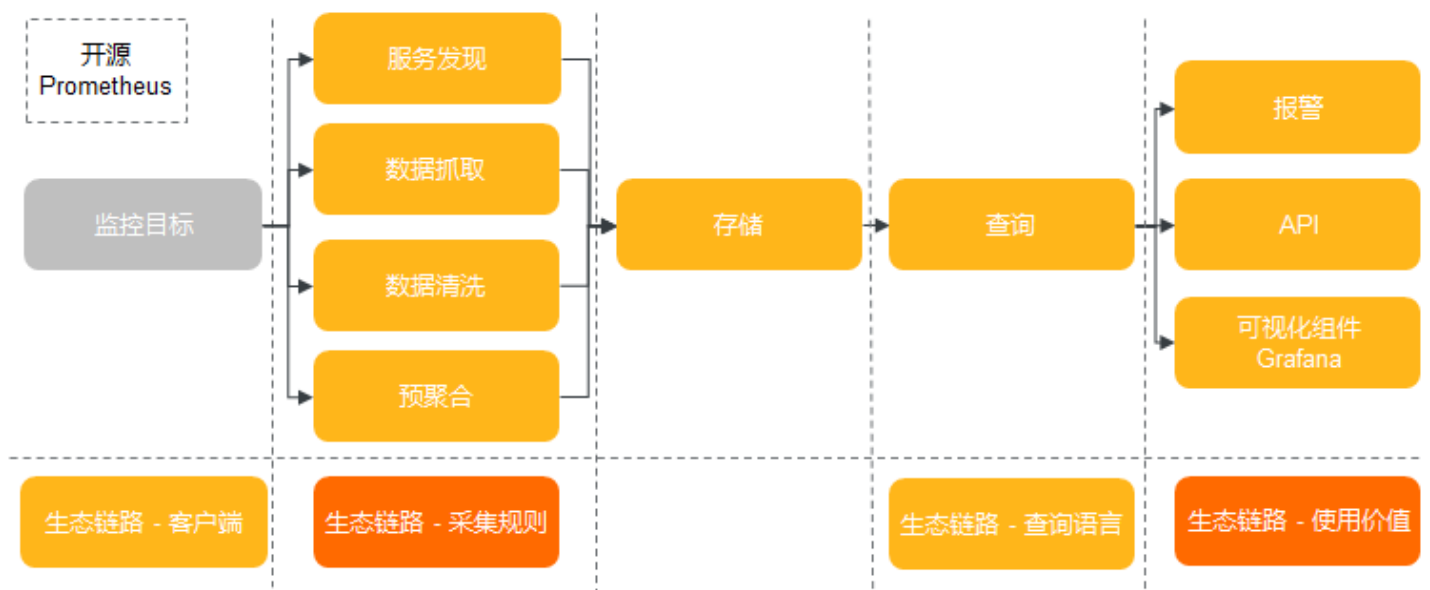 开源
Prometheus
监控目标
服务发现
数据抓取
数据清洗
预聚合
存储
查询
报警
API
可视化组件
Grafana
生态链路 - 客户端
生态链路 - 采集规则
生态链路 - 查询语言
生态链路 - 使用价值